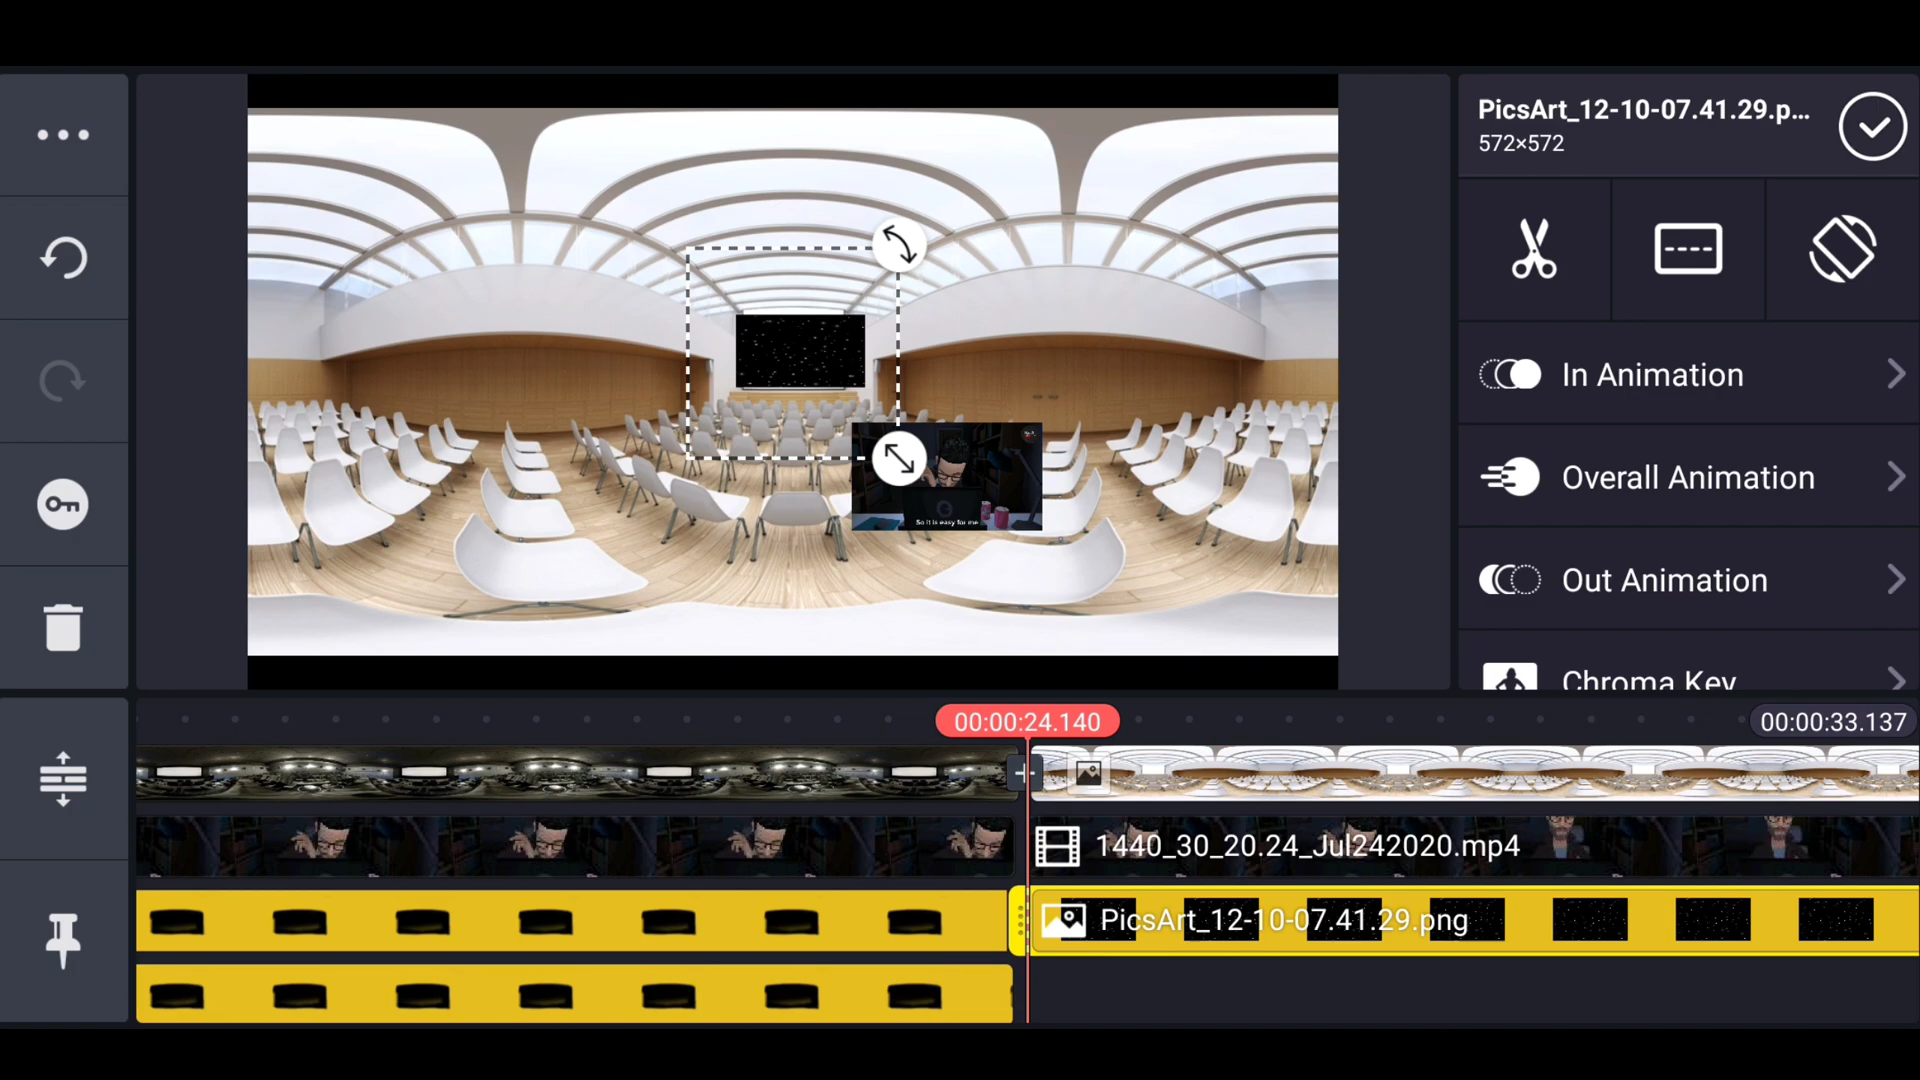 PicsArt_12-10-07.41.29.p...
572×572
In Animation
Overall Animation
Out Animation
Chroma Key
So it is easy for me
00:00:24.140
00:00:33.137
1440_30_20.24_Jul242020.mp4
PicsArt_12-10-07.41.29.png